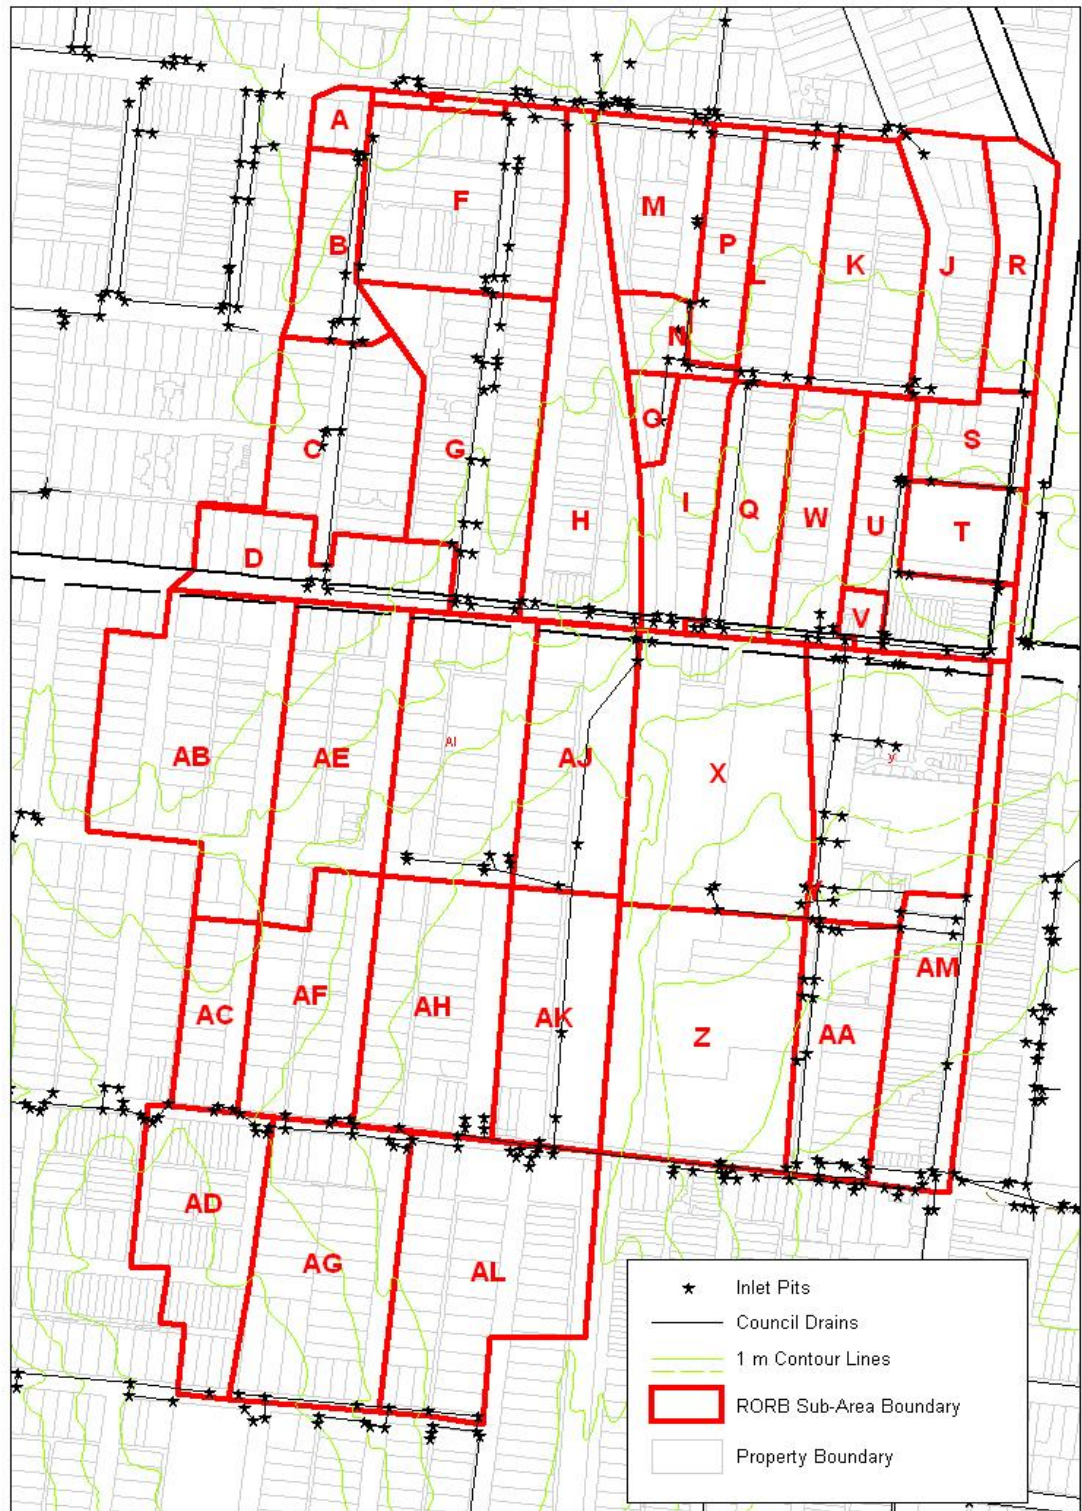 E
A
F
M
B
P
L
K
J
R
N
O
S
C
G
I
Q
W
U
T
H
D
V
AB
AE
AI
AJ
X
y
Y
AC
AF
AH
AK
Z
AA
AM
AD
AG
AL
Inlet Pits
Council Drains
1 m Contour Lines
RORB Sub-Area Boundary
Property Boundary